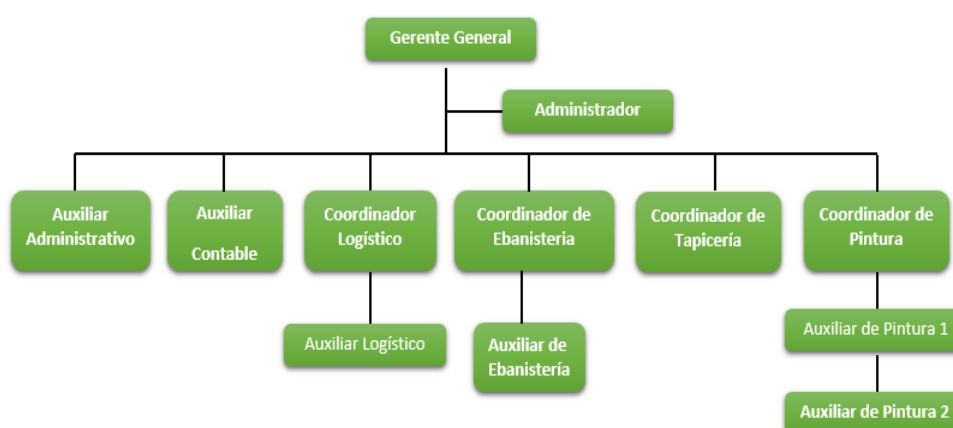 Gerente General
Administrador
Auxiliar
Administrativo
Auxiliar
Contable
Coordinador
Logístico
Coordinador de
Ebanisteria
Coordinador de
Tapicería
Coordinador de
Pintura
Auxiliar Logístico
Auxiliar de
Ebanistería
Auxiliar de Pintura 1
Auxiliar de Pintura 2